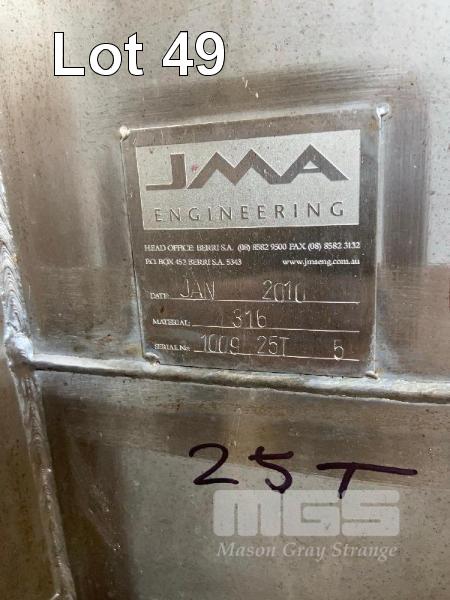 Lot 49
JMA
ENGINEERING
HEAD OFFICE: BERRI S.A. (08) 8582 9500 FAX (08) 8582 3132
P.O. BOX 452 BERRI S.A. 5343 www.jmaeng.com.au
DATE: JAN 2010
MATERIAL: 316
SERIAL No: 1009 25T 5
25T
MGS
Mason Gray Strange